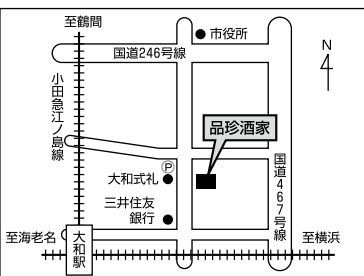 至鶴間
市役所
N
国道246号線
小田急江ノ島線
品珍酒家
P
大和式礼
三井住友
銀行
国道467号線
至海老名
大和駅
至横浜